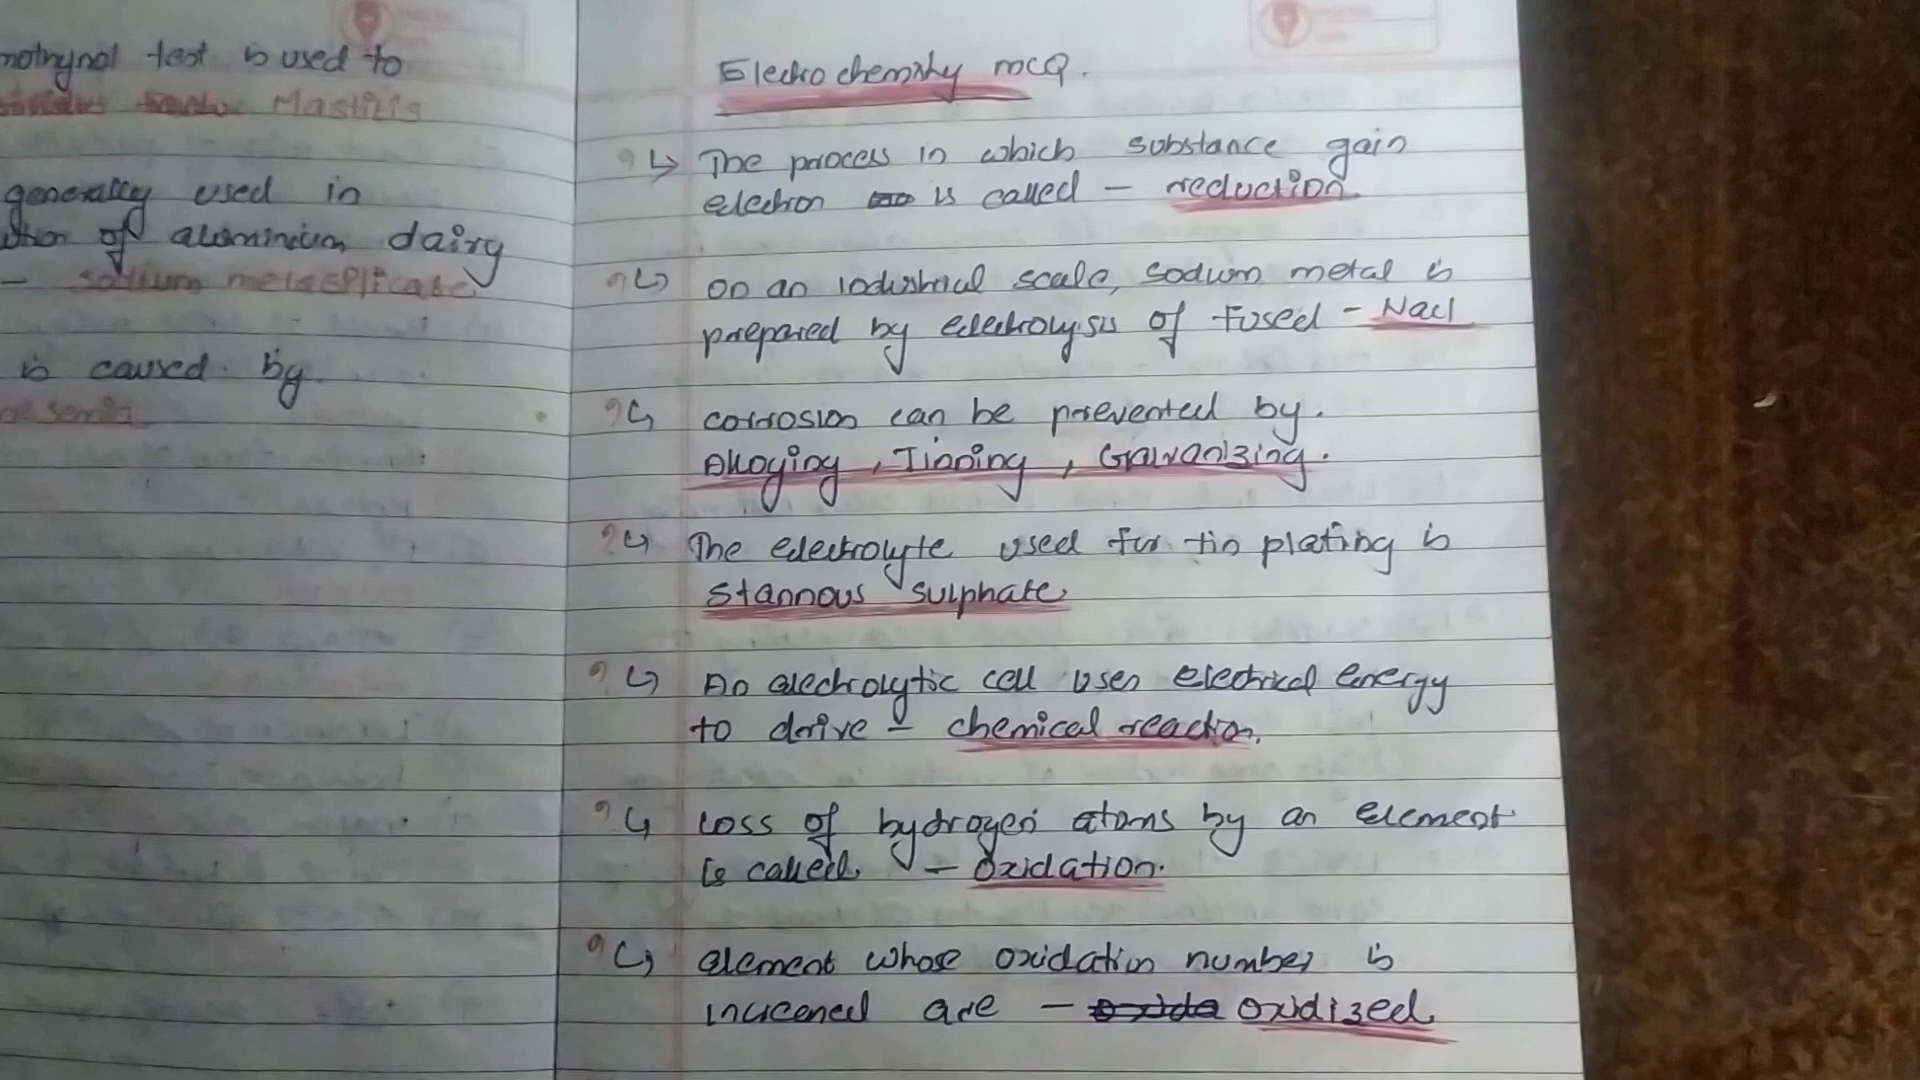 test is used to
Mastitis
generally used in
of aluminium dairy
- sodium metasilicate
is caused by
Electrochemistry mcq.
The process in which substance gain
electron is called - reduction
on an industrial scale, sodium metal is
prepared by electrolysis of Fused - Nacl
corrosion can be prevented by.
Alloying, Tinning, Galvanizing.
The electrolyte used for tin plating is
stannous sulphate
An electrolytic cell uses electrical energy
to drive - chemical reaction.
Loss of hydrogen atoms by an element
is called - oxidation.
element whose oxidation number is
increased are - oxidized